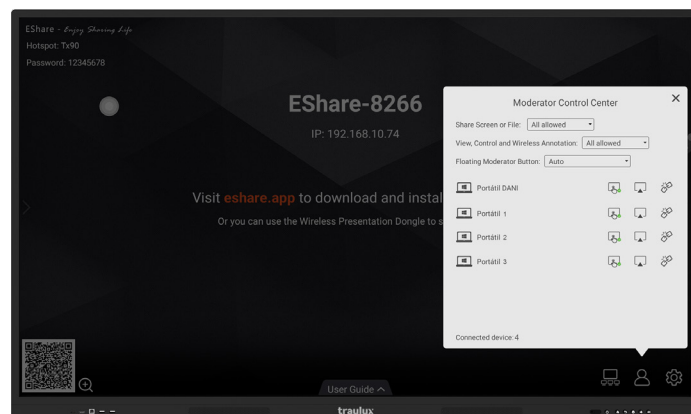 EShare - Enjoy Sharing Life
Hotspot: Tx90
Password: 12345678
EShare-8266
IP: 192.168.10.74
Visit eshare.app to download and instal
Or you can use the Wireless Presentation Dongle to s
Moderator Control Center
Share Screen or File: All allowed
View, Control and Wireless Annotation: All allowed
Floating Moderator Button: Auto
Portátil DANI
Portátil 1
Portátil 2
Portátil 3
Connected device: 4
User Guide
traulux